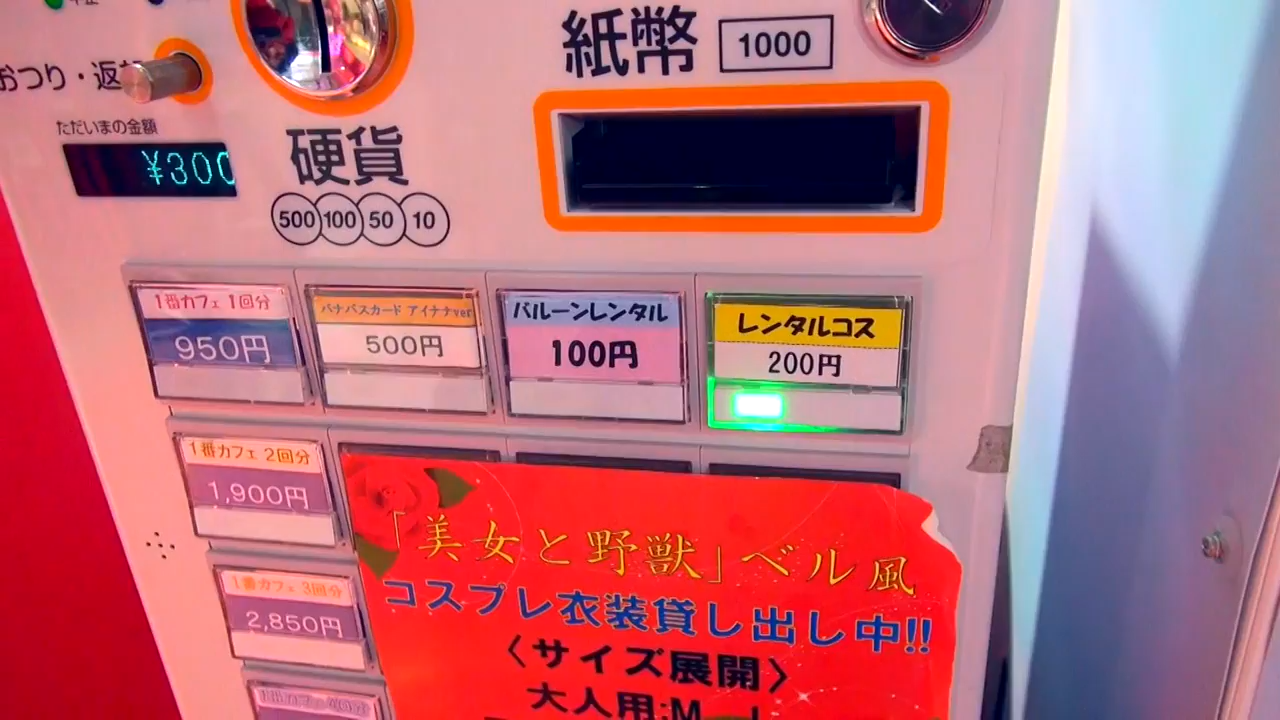 紙幣 1000
おつり・返
ただいまの金額
¥300
硬貨
500 100 50 10
1番カフェ 1回分
950円
バナパスカード アイナナver
500円
バルーンレンタル
100円
レンタルコス
200円
1番カフェ 2回分
1,900円
1番カフェ 3回分
2,850円
「美女と野獣」ベル風
コスプレ衣装貸し出し中!!
〈サイズ展開〉
大人用:M